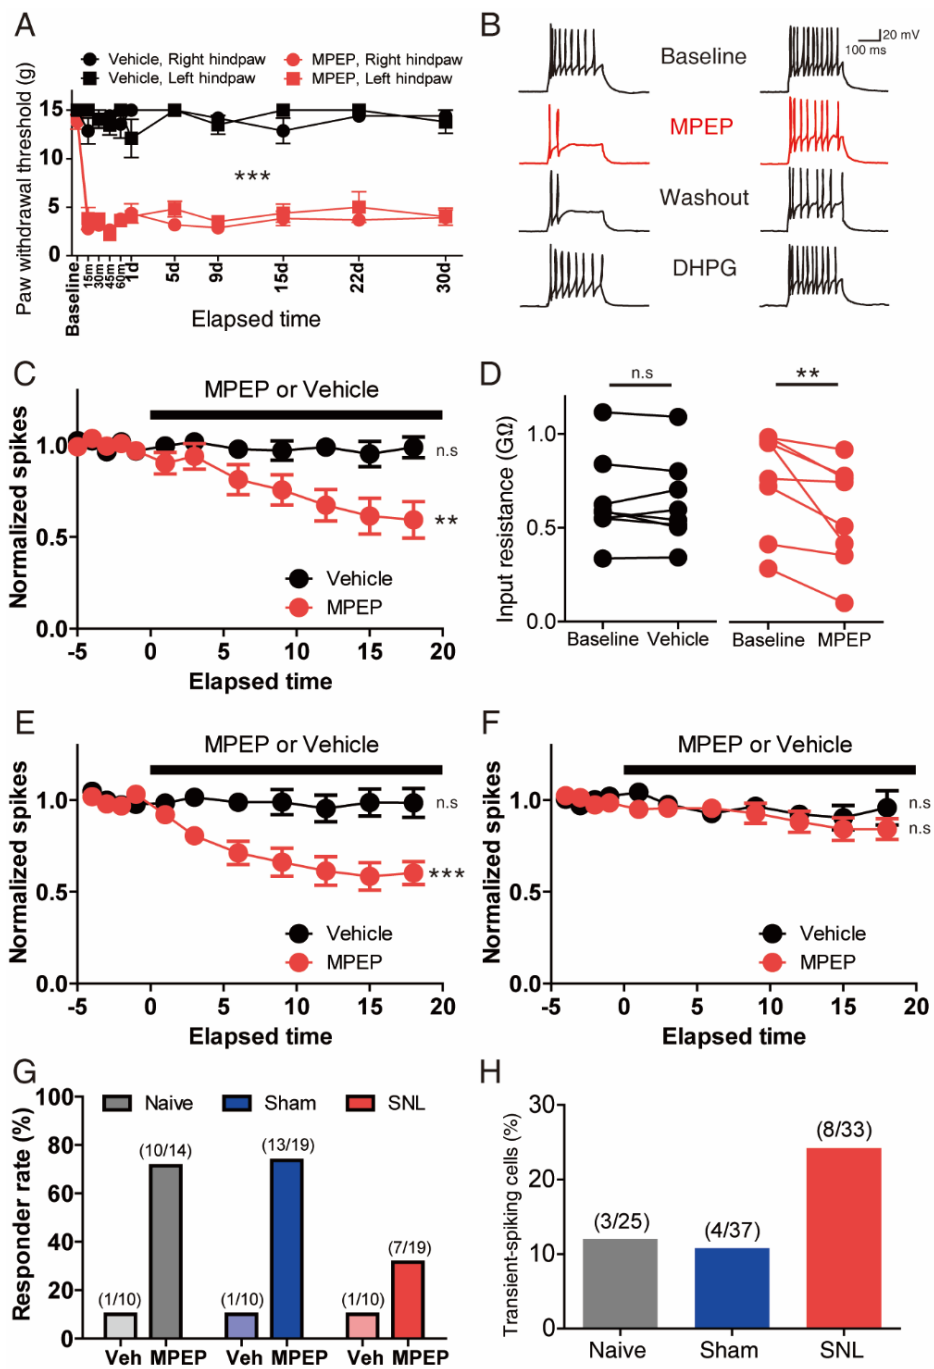 A
Vehicle, Right hindpaw
MPEP, Right hindpaw
Vehicle, Left hindpaw
MPEP, Left hindpaw
Paw withdrawal threshold (g)
15
10
5
0
***
Baseline
15m
30m
45m
60m
1d
5d
9d
15d
22d
30d
Elapsed time
B
20 mV
100 ms
Baseline
MPEP
Washout
DHPG
C
MPEP or Vehicle
Normalized spikes
1.0
0.5
0.0
n.s
**
Vehicle
MPEP
-5 0 5 10 15 20
Elapsed time
D
n.s
**
Input resistance (GΩ)
1.0
0.5
0.0
Baseline Vehicle
Baseline MPEP
E
MPEP or Vehicle
Normalized spikes
1.0
0.5
0.0
n.s
***
Vehicle
MPEP
-5 0 5 10 15 20
Elapsed time
F
MPEP or Vehicle
Normalized spikes
1.0
0.5
0.0
n.s
n.s
Vehicle
MPEP
-5 0 5 10 15 20
Elapsed time
G
Responder rate (%)
100
80
60
40
20
0
Naive
Sham
SNL
(10/14)
(13/19)
(7/19)
(1/10)
(1/10)
(1/10)
Veh MPEP
Veh MPEP
Veh MPEP
H
Transient-spiking cells (%)
30
20
10
0
(3/25)
(4/37)
(8/33)
Naive
Sham
SNL